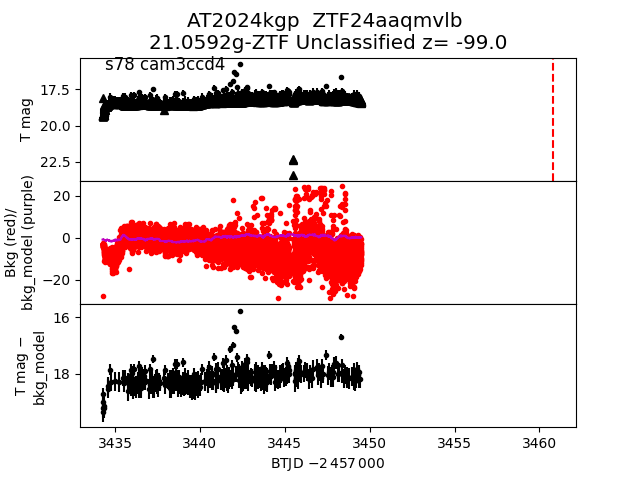 AT2024kgp  ZTF24aaqmvlb
21.0592g-ZTF Unclassified z= -99.0
s78 cam3ccd4
17.5
20.0
22.5
T mag
20
0
−20
Bkg (red)/
bkg_model (purple)
16
18
T mag −
bkg_model
3435 3440 3445 3450 3455 3460
BTJD −2 457 000